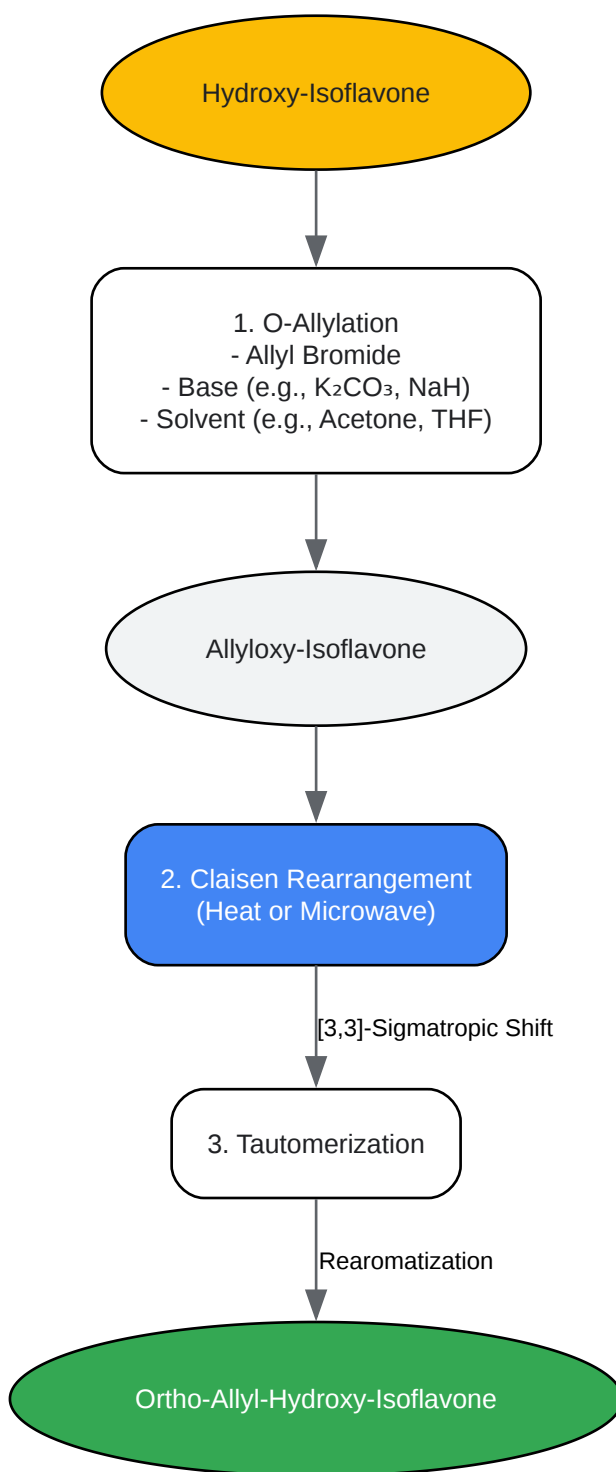 Hydroxy-Isoflavone
1. O-Allylation
- Allyl Bromide
- Base (e.g., K₂CO₃, NaH)
- Solvent (e.g., Acetone, THF)
Allyloxy-Isoflavone
2. Claisen Rearrangement
(Heat or Microwave)
[3,3]-Sigmatropic Shift
3. Tautomerization
Rearomatization
Ortho-Allyl-Hydroxy-Isoflavone